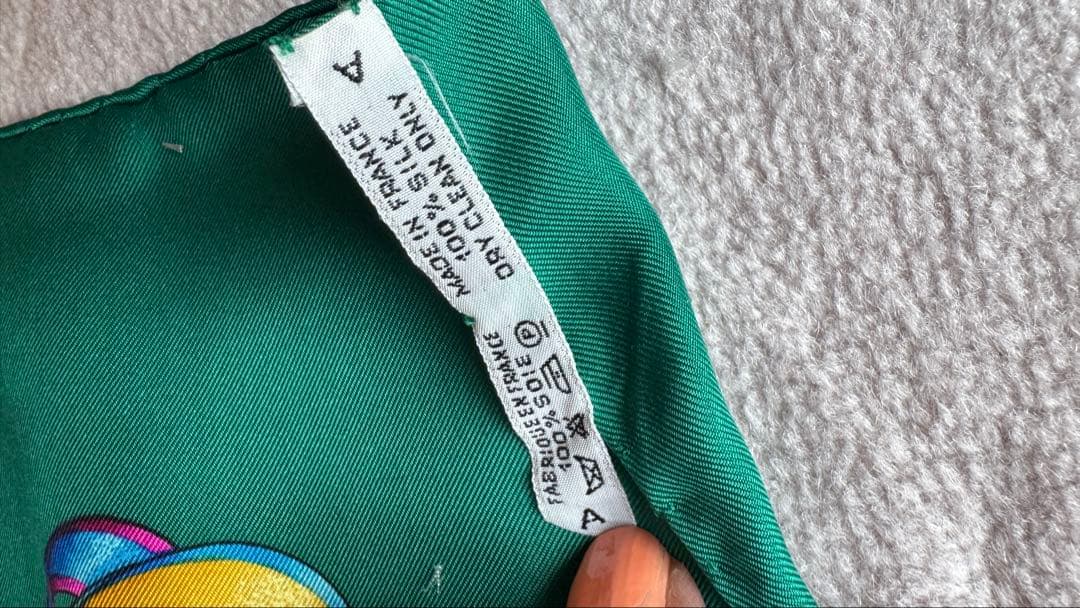 A
MADE IN FRANCE
100% SILK
DRY CLEAN ONLY
P
FABRIQUE EN FRANCE
100% SOIE
A